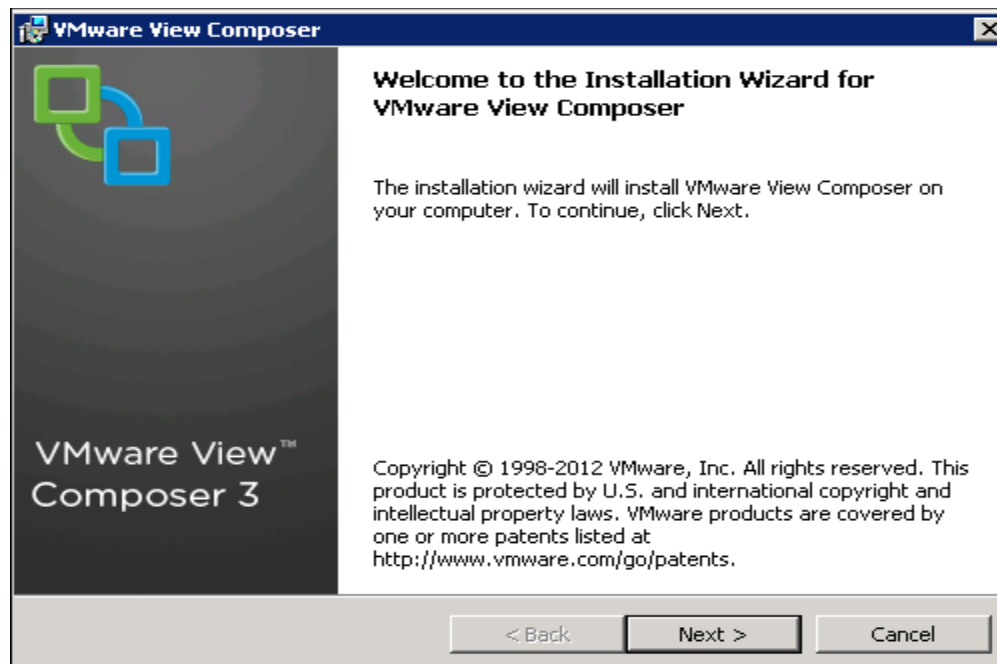 VMware View Composer
Welcome to the Installation Wizard for
VMware View Composer
The installation wizard will install VMware View Composer on
your computer. To continue, click Next.
VMware View™
Composer 3
Copyright © 1998-2012 VMware, Inc. All rights reserved. This
product is protected by U.S. and international copyright and
intellectual property laws. VMware products are covered by
one or more patents listed at
http://www.vmware.com/go/patents.
< Back
Next >
Cancel